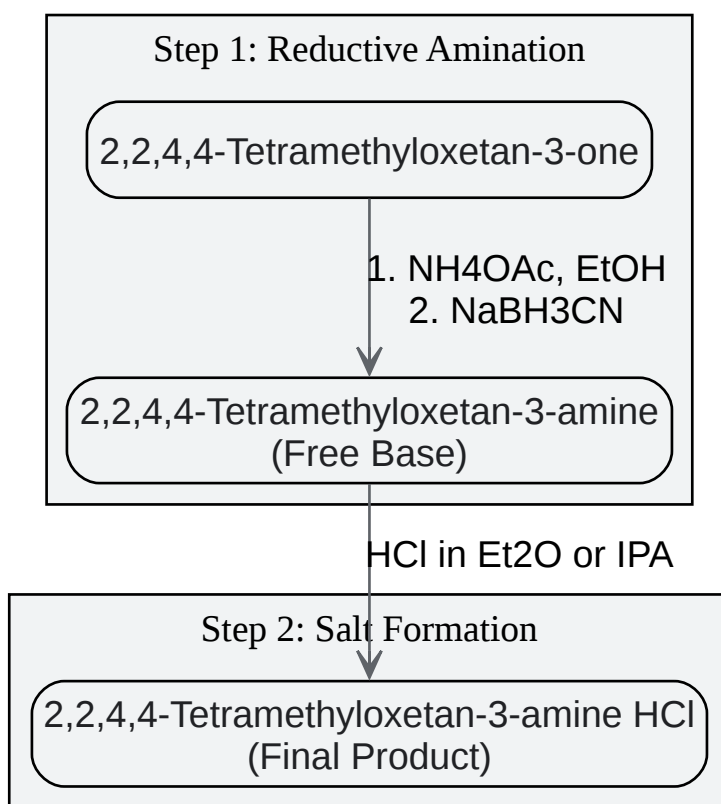 Step 1: Reductive Amination
2,2,4,4-Tetramethyloxetan-3-one
1. NH4OAc, EtOH
2. NaBH3CN
2,2,4,4-Tetramethyloxetan-3-amine
(Free Base)
HCl in Et2O or IPA
Step 2: Salt Formation
2,2,4,4-Tetramethyloxetan-3-amine HCl
(Final Product)